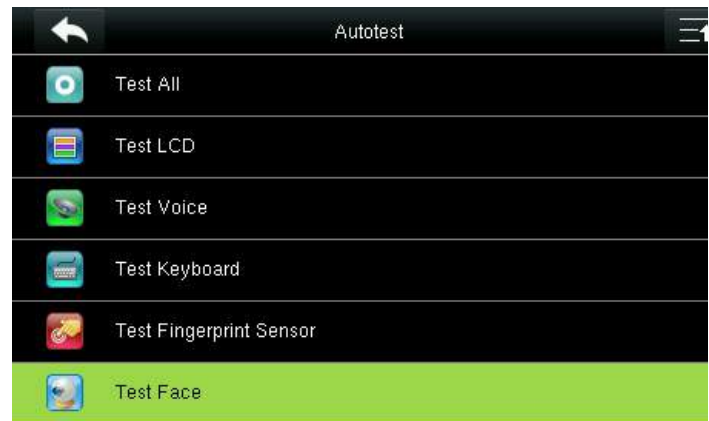 Autotest
Test All
Test LCD
Test Voice
Test Keyboard
Test Fingerprint Sensor
Test Face